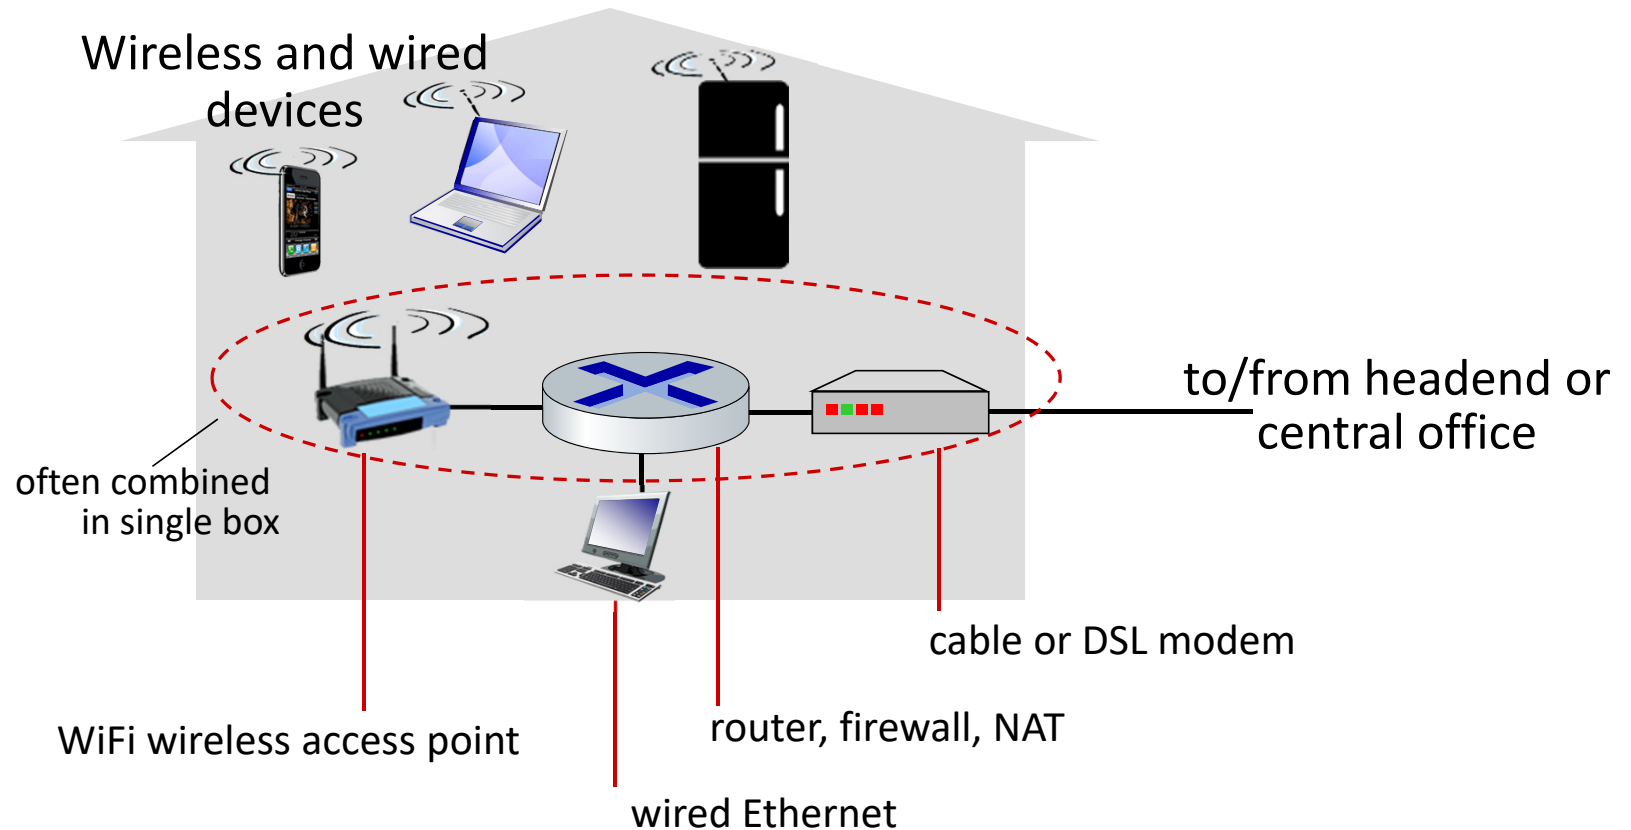 Wireless and wired
devices
to/from headend or
central office
often combined
in single box
cable or DSL modem
WiFi wireless access point
router, firewall, NAT
wired Ethernet